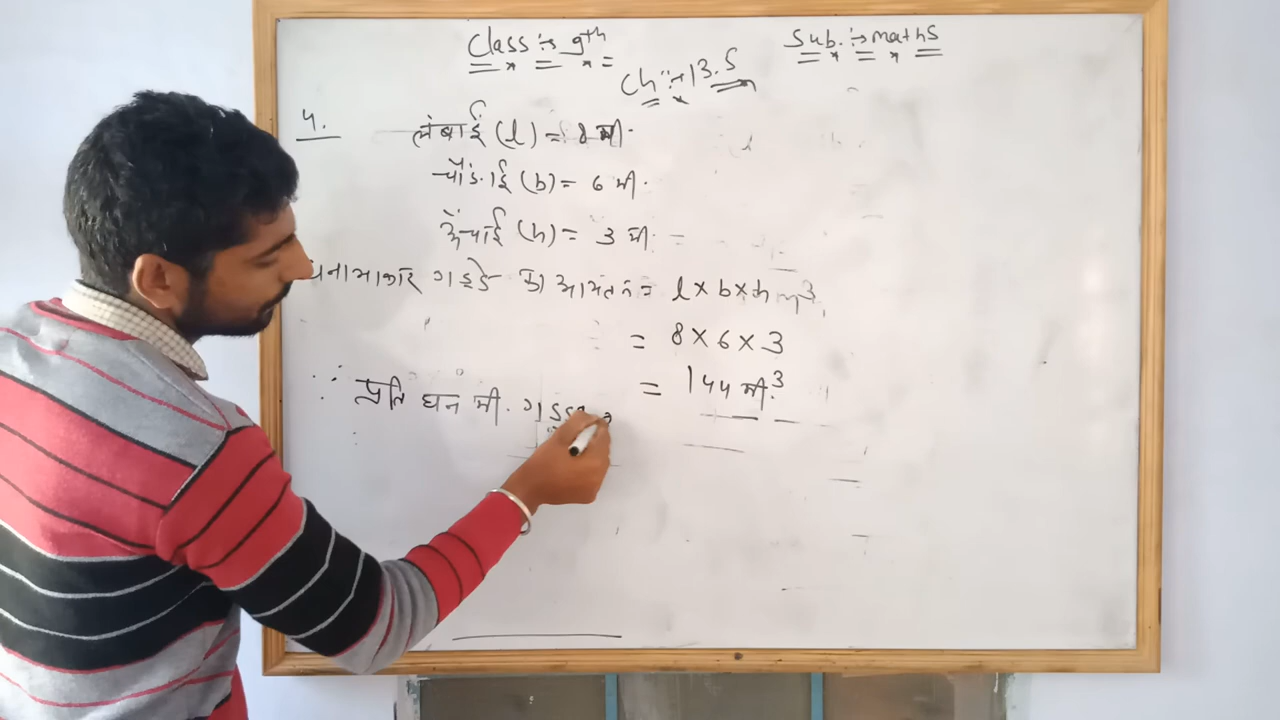 Class :- 9th
Sub. :- maths
Ch :- 13.5
4.
लंबाई (l) = 8 मी.
चौड़ाई (b) = 6 मी.
ऊँचाई (h) = 3 मी.
घनाभाकार गड्ढे का आयतन = l x b x h मी3
= 8 x 6 x 3
= 144 मी.3
∵ प्रति घन मी.